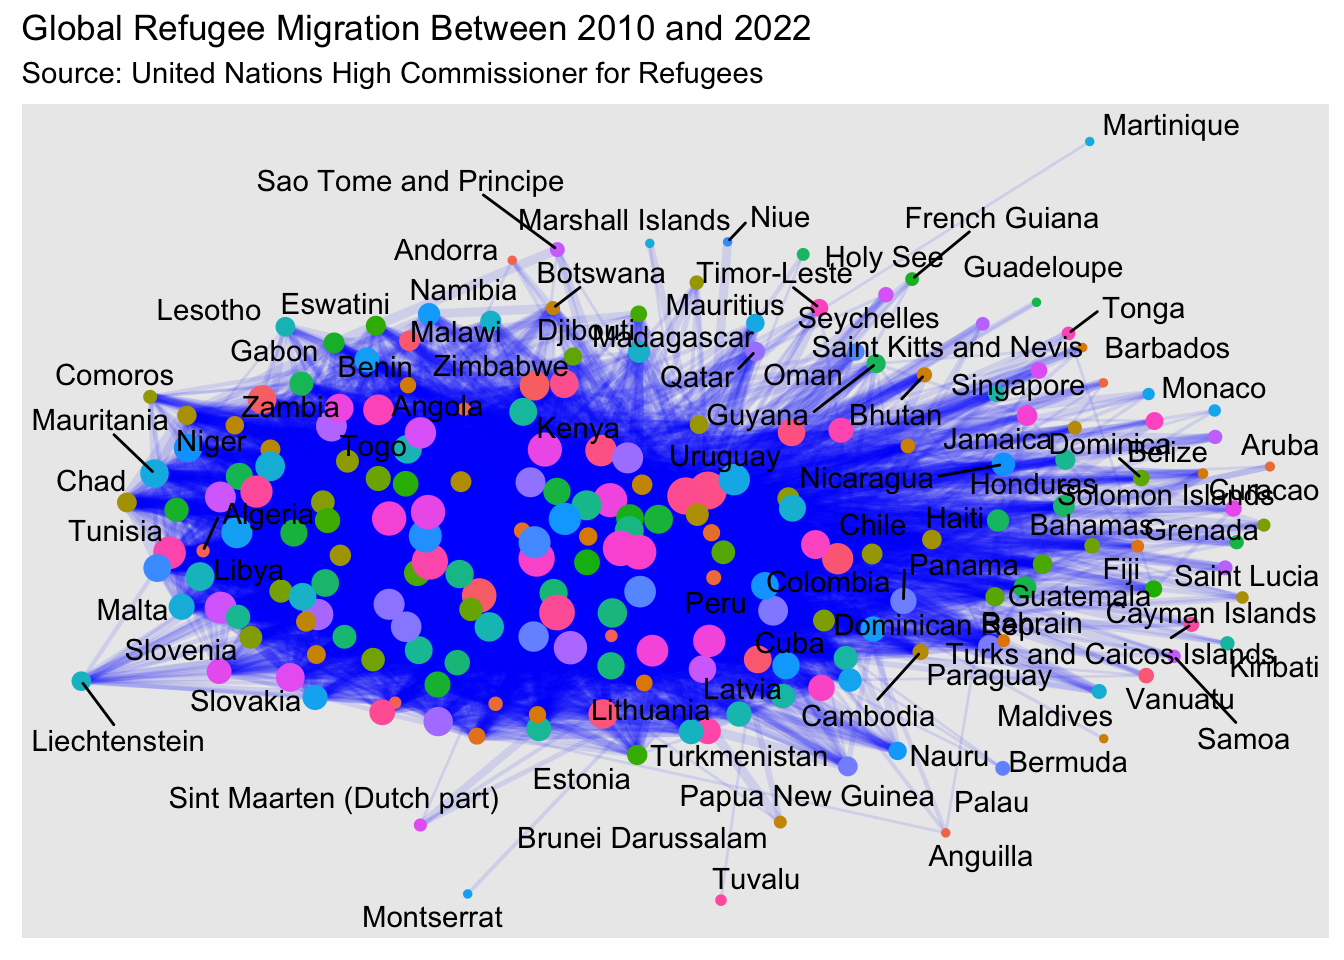 Global Refugee Migration Between 2010 and 2022
Source: United Nations High Commissioner for Refugees
Martinique
Sao Tome and Principe
Marshall Islands
Niue
French Guiana
Andorra
Holy See
Guadeloupe
Botswana
Timor-Leste
Namibia
Lesotho
Eswatini
Mauritius
Tonga
Seychelles
Malawi
Djibouti
Madagascar
Gabon
Saint Kitts and Nevis
Barbados
Benin
Zimbabwe
Comoros
Qatar
Oman
Singapore
Monaco
Zambia
Angola
Mauritania
Guyana
Bhutan
Kenya
Niger
Togo
Jamaica
Dominica
Belize
Aruba
Uruguay
Chad
Nicaragua
Honduras
Solomon Islands
Curacao
Algeria
Tunisia
Chile
Haiti
Bahamas
Grenada
Libya
Panama
Fiji
Saint Lucia
Colombia
Malta
Peru
Guatemala
Cayman Islands
Dominican Rep.
Bahrain
Slovenia
Cuba
Turks and Caicos Islands
Kiribati
Paraguay
Slovakia
Latvia
Vanuatu
Lithuania
Cambodia
Maldives
Liechtenstein
Samoa
Turkmenistan
Nauru
Bermuda
Estonia
Sint Maarten (Dutch part)
Papua New Guinea
Palau
Brunei Darussalam
Anguilla
Tuvalu
Montserrat